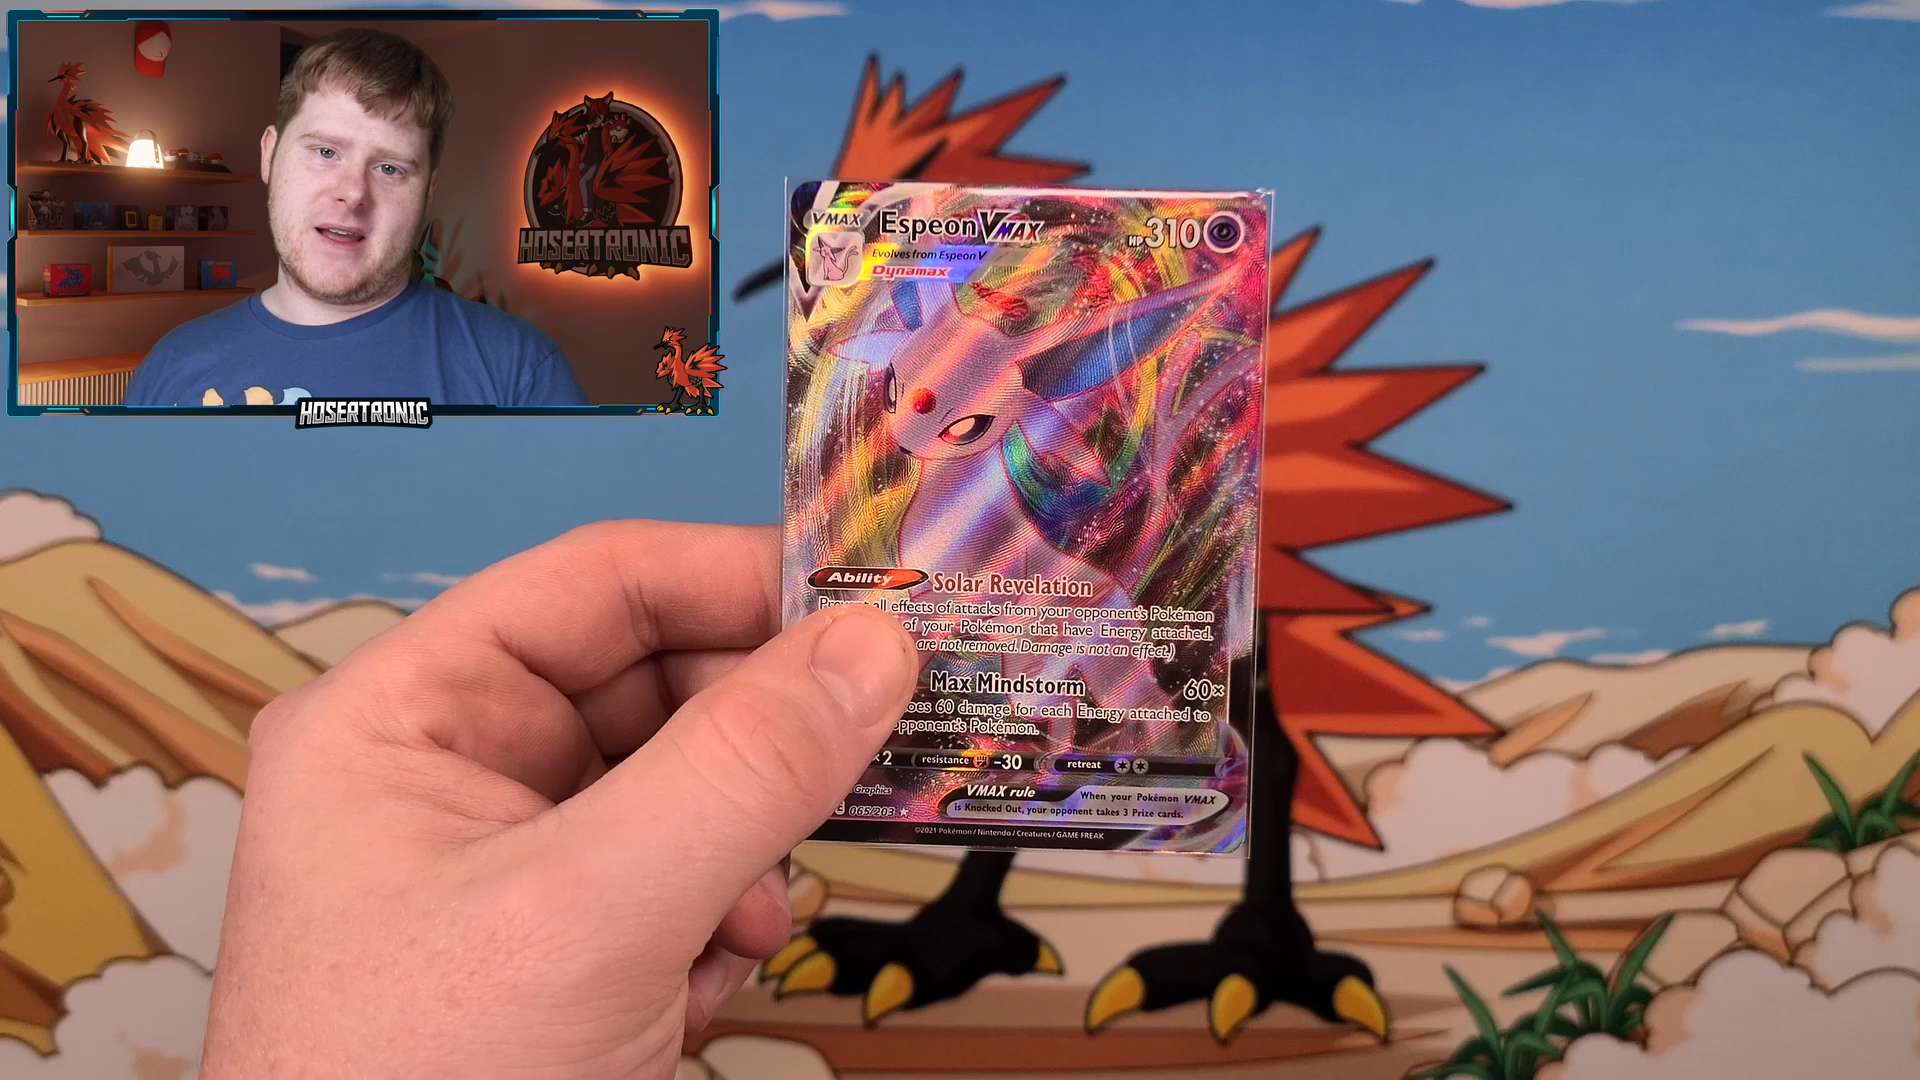 HOSERTRONIC
HOSERTRONIC
VMAX
Espeon VMAX
HP 310
Evolves from Espeon V
Dynamax
Ability Solar Revelation
all effects of attacks from your opponent's Pokémon
of your Pokémon that have Energy attached.
are not removed. Damage is not an effect.)
Max Mindstorm 60×
60 damage for each Energy attached to
opponent's Pokémon.
×2 resistance -30 retreat
Graphics
VMAX rule When your Pokémon VMAX
is Knocked Out, your opponent takes 3 Prize cards.
E 065/203 ★
©2021 Pokémon / Nintendo / Creatures / GAME FREAK